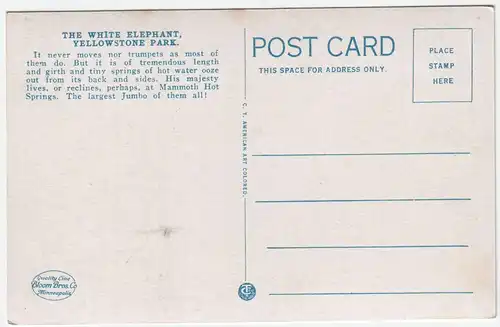 THE WHITE ELEPHANT,
YELLOWSTONE PARK.
It never moves nor trumpets as most of
them do. But it is of tremendous length
and girth and tiny springs of hot water ooze
out from its back and sides. His majesty
lives, or reclines, perhaps, at Mammoth Hot
Springs. The largest Jumbo of them all!
Quality Line
Bloom Bros. Co
Minneapolis
C. T. AMERICAN ART COLORED.
POST CARD
THIS SPACE FOR ADDRESS ONLY.
PLACE
STAMP
HERE